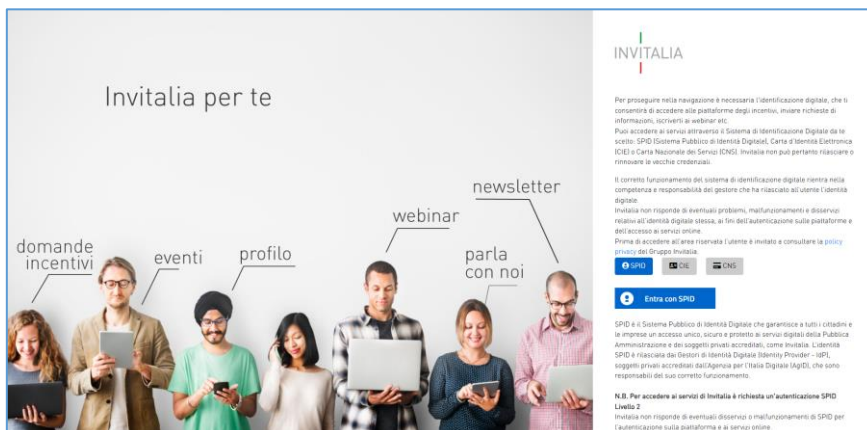 Invitalia per te
domande
incentivi
eventi
profilo
webinar
newsletter
parla
con noi
INVITALIA
Per proseguire nella navigazione è necessaria l'identificazione digitale, che ti
consentirà di accedere alle piattaforme degli incentivi, inviare richieste di
informazioni, iscriverti ai webinar etc.
Puoi accedere ai servizi attraverso il Sistema di Identificazione Digitale da te
scelto: SPID (Sistema Pubblico di Identità Digitale), Carta d'Identità Elettronica
(CIE) o Carta Nazionale dei Servizi (CNS). Invitalia non può pertanto rilasciare o
rinnovare le vecchie credenziali.
Il corretto funzionamento del sistema di identificazione digitale rientra nella
competenza e responsabilità del gestore che ha rilasciato all'utente l'identità
digitale.
Invitalia non risponde di eventuali problemi, malfunzionamenti e disservizi
relativi all'identità digitale stessa, ai fini dell'autenticazione sulle piattaforme e
dell'accesso ai servizi online.
Prima di accedere all'area riservata l'utente è invitato a consultare la policy
privacy del Gruppo Invitalia.
SPID
CIE
CNS
Entra con SPID
SPID è il Sistema Pubblico di Identità Digitale che garantisce a tutti i cittadini e
le imprese un accesso unico, sicuro e protetto ai servizi digitali della Pubblica
Amministrazione e dei soggetti privati accreditati, come Invitalia. L'identità
SPID è rilasciata dai Gestori di Identità Digitale (Identity Provider - IdP),
soggetti privati accreditati dall'Agenzia per l'Italia Digitale (AgID), che sono
responsabili del suo corretto funzionamento.
N.B. Per accedere ai servizi di Invitalia è richiesta un'autenticazione SPID
Livello 2
Invitalia non risponde di eventuali disservizi o malfunzionamenti di SPID per
l'autenticazione sulla piattaforma e ai servizi online.